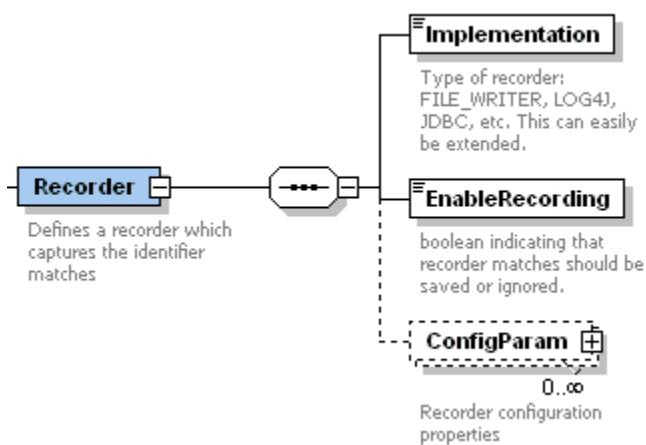 Implementation
Type of recorder:
FILE_WRITER, LOG4J,
JDBC, etc. This can easily
be extended.
Recorder
Defines a recorder which
captures the identifier
matches
EnableRecording
boolean indicating that
recorder matches should be
saved or ignored.
ConfigParam
0..∞
Recorder configuration
properties